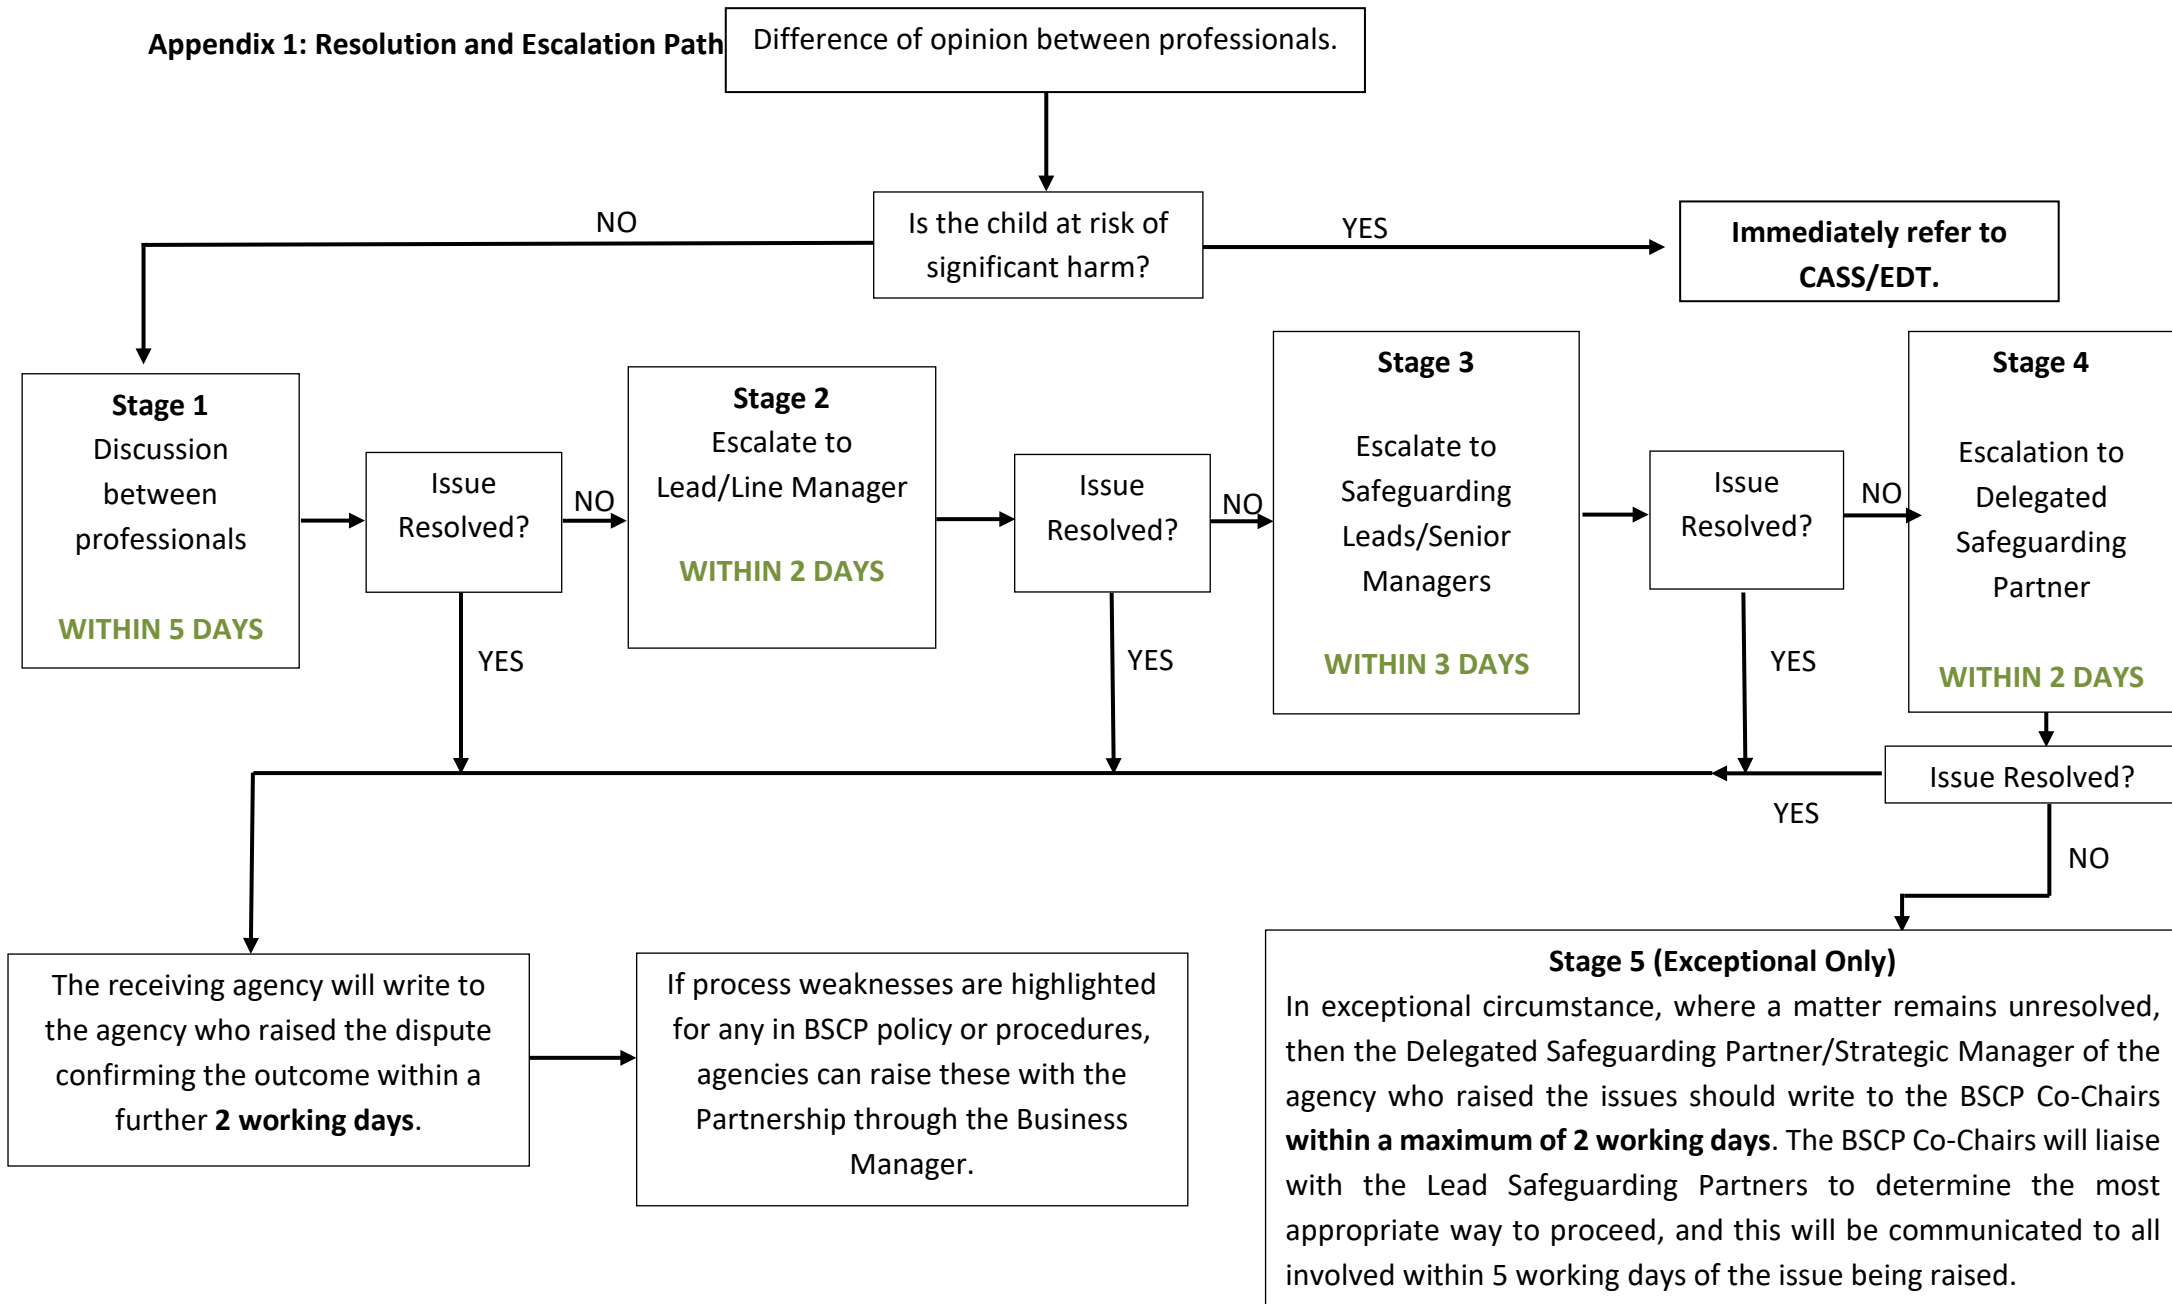 Appendix 1: Resolution and Escalation Path
Difference of opinion between professionals.
NO
Is the child at risk of
significant harm?
YES
Immediately refer to
CASS/EDT.
Stage 1
Discussion
between
professionals
WITHIN 5 DAYS
Issue
Resolved?
NO
YES
Stage 2
Escalate to
Lead/Line Manager
WITHIN 2 DAYS
Issue
Resolved?
NO
YES
Stage 3
Escalate to
Safeguarding
Leads/Senior
Managers
WITHIN 3 DAYS
Issue
Resolved?
NO
YES
Stage 4
Escalation to
Delegated
Safeguarding
Partner
WITHIN 2 DAYS
Issue Resolved?
YES
NO
The receiving agency will write to
the agency who raised the dispute
confirming the outcome within a
further 2 working days.
If process weaknesses are highlighted
for any in BSCP policy or procedures,
agencies can raise these with the
Partnership through the Business
Manager.
Stage 5 (Exceptional Only)
In exceptional circumstance, where a matter remains unresolved,
then the Delegated Safeguarding Partner/Strategic Manager of the
agency who raised the issues should write to the BSCP Co-Chairs
within a maximum of 2 working days. The BSCP Co-Chairs will liaise
with the Lead Safeguarding Partners to determine the most
appropriate way to proceed, and this will be communicated to all
involved within 5 working days of the issue being raised.